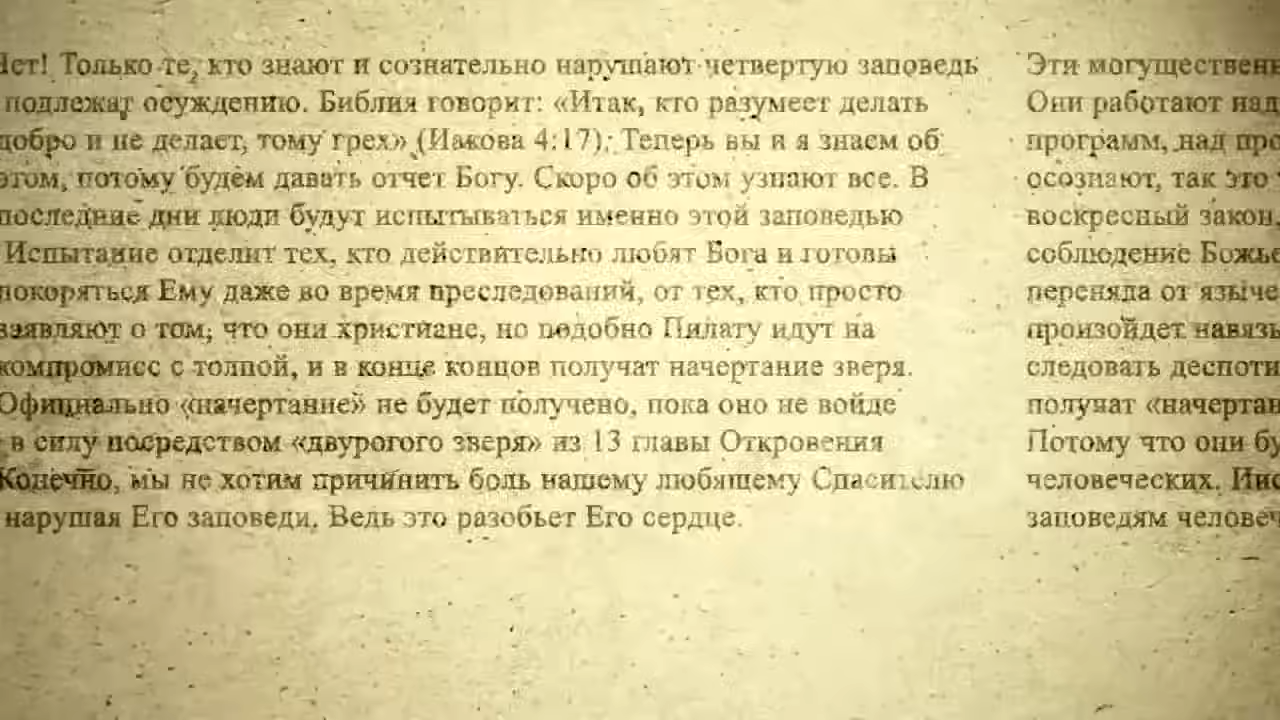 Нет! Только те, кто знают и сознательно нарушают четвертую заповедь
подлежат осуждению. Библия говорит: «Итак, кто разумеет делать
добро и не делает, тому грех» (Иакова 4:17). Теперь вы и я знаем об
этом, потому будем давать отчет Богу. Скоро об этом узнают все. В
последние дни люди будут испытываться именно этой заповедью
Испытание отделит тех, кто действительно любят Бога и готовы
покоряться Ему даже во время преследований, от тех, кто просто
заявляют о том, что они христиане, но подобно Пилату идут на
компромисс с толпой, и в конце концов получат начертание зверя.
Официально «начертание» не будет получено, пока оно не войде
в силу посредством «двурогого зверя» из 13 главы Откровения
Конечно, мы не хотим причинить боль нашему любящему Спасителю
нарушая Его заповеди. Ведь это разобьет Его сердце.
Эти могуществен
Они работают над
программ, над про
осознают, так это
воскресный закон.
соблюдение Божье
переняла от языче
произойдет навязы
следовать деспоти
получат «начертан
Потому что они бу
человеческих. Иис
заповедям человеч